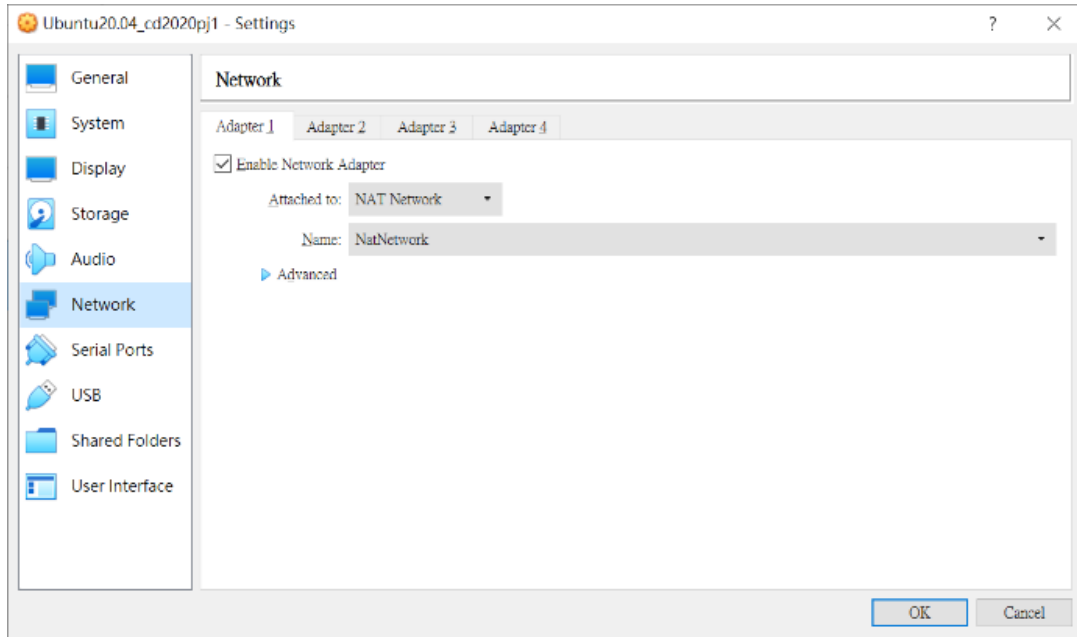 Ubuntu20.04_cd2020pj1 - Settings
?
General
System
Display
Storage
Audio
Network
Serial Ports
USB
Shared Folders
User Interface
Network
Adapter 1 Adapter 2 Adapter 3 Adapter 4
Enable Network Adapter
Attached to: NAT Network
Name: NatNetwork
Advanced
OK Cancel